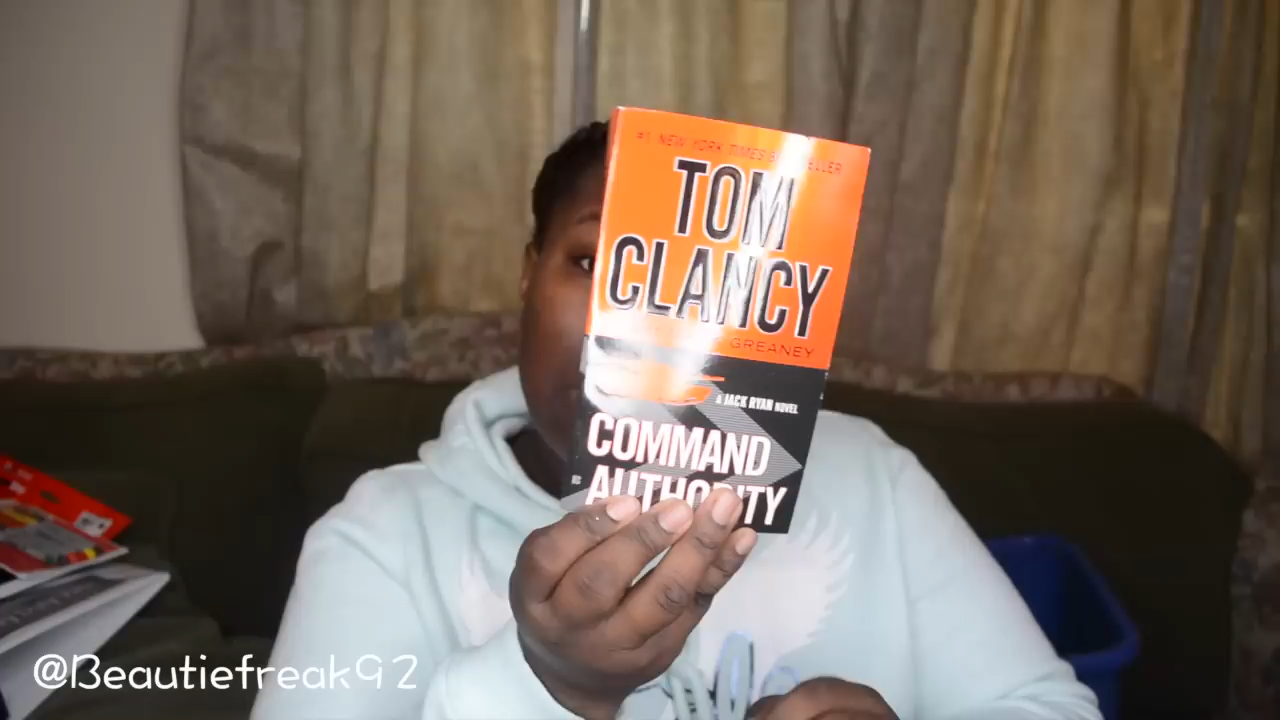 #1 NEW YORK TIMES BESTSELLER
TOM
CLANCY
GREANEY
A JACK RYAN NOVEL
COMMAND
AUTHORITY
@Beautiefreak92